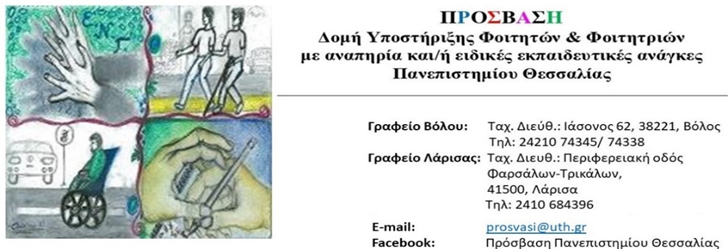 Ε.Ν.Γ.
ΠΡΟΣΒΑΣΗ
Δομή Υποστήριξης Φοιτητών & Φοιτητριών
με αναπηρία και/ή ειδικές εκπαιδευτικές ανάγκες
Πανεπιστημίου Θεσσαλίας
Γραφείο Βόλου: Ταχ. Διεύθ.: Ιάσονος 62, 38221, Βόλος
Τηλ: 24210 74345/ 74338
Γραφείο Λάρισας: Ταχ. Διευθ.: Περιφερειακή οδός
Φαρσάλων-Τρικάλων,
41500, Λάρισα
Τηλ: 2410 684396
E-mail: prosvasi@uth.gr
Facebook: Πρόσβαση Πανεπιστημίου Θεσσαλίας